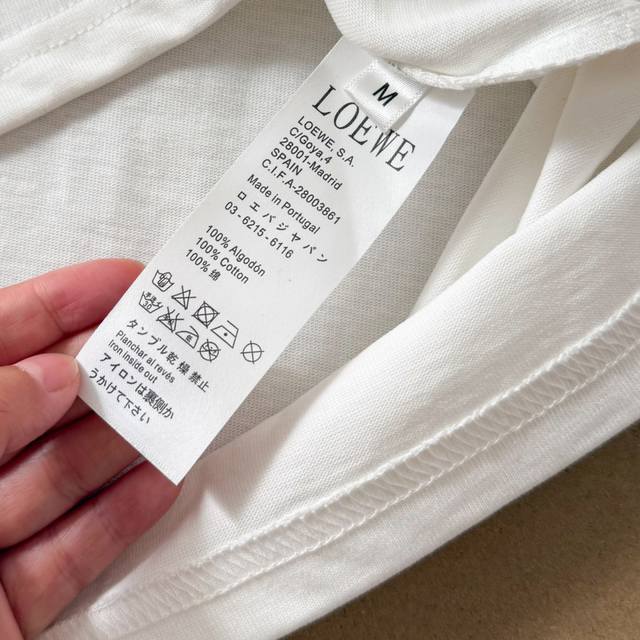 M
LOEWE
LOEWE, S.A.
C/Goya,4
28001-Madrid
SPAIN
C.I.F.A-28003861
Made in Portugal
ロエバジャパン
03-6215-6116
100% Algodón
100% Cotton
100% 綿
タンブル乾燥 禁止
Planchar al revés
Iron inside out
アイロンは裏側か
らかけて下さい